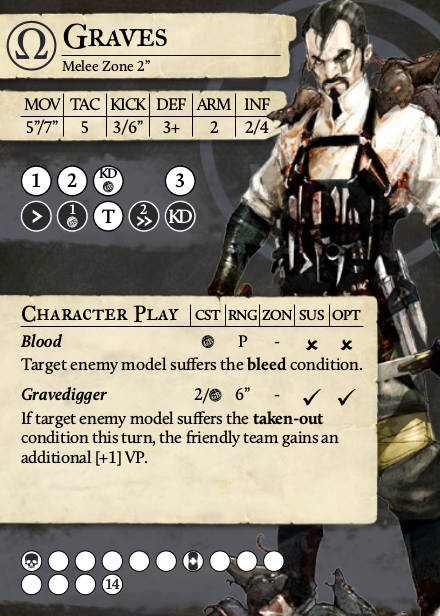 Ω
GRAVES
Melee Zone 2”
MOV TAC KICK DEF ARM INF
5”/7” 5 3/6” 3+ 2 2/4
1 2 KD 3
> 1 T 2 >> KD
CHARACTER PLAY CST RNG ZON SUS OPT
Blood P - ✘ ✘
Target enemy model suffers the bleed condition.
Gravedigger 2/ 6” - ✓ ✓
If target enemy model suffers the taken-out
condition this turn, the friendly team gains an
additional [+1] VP.
14